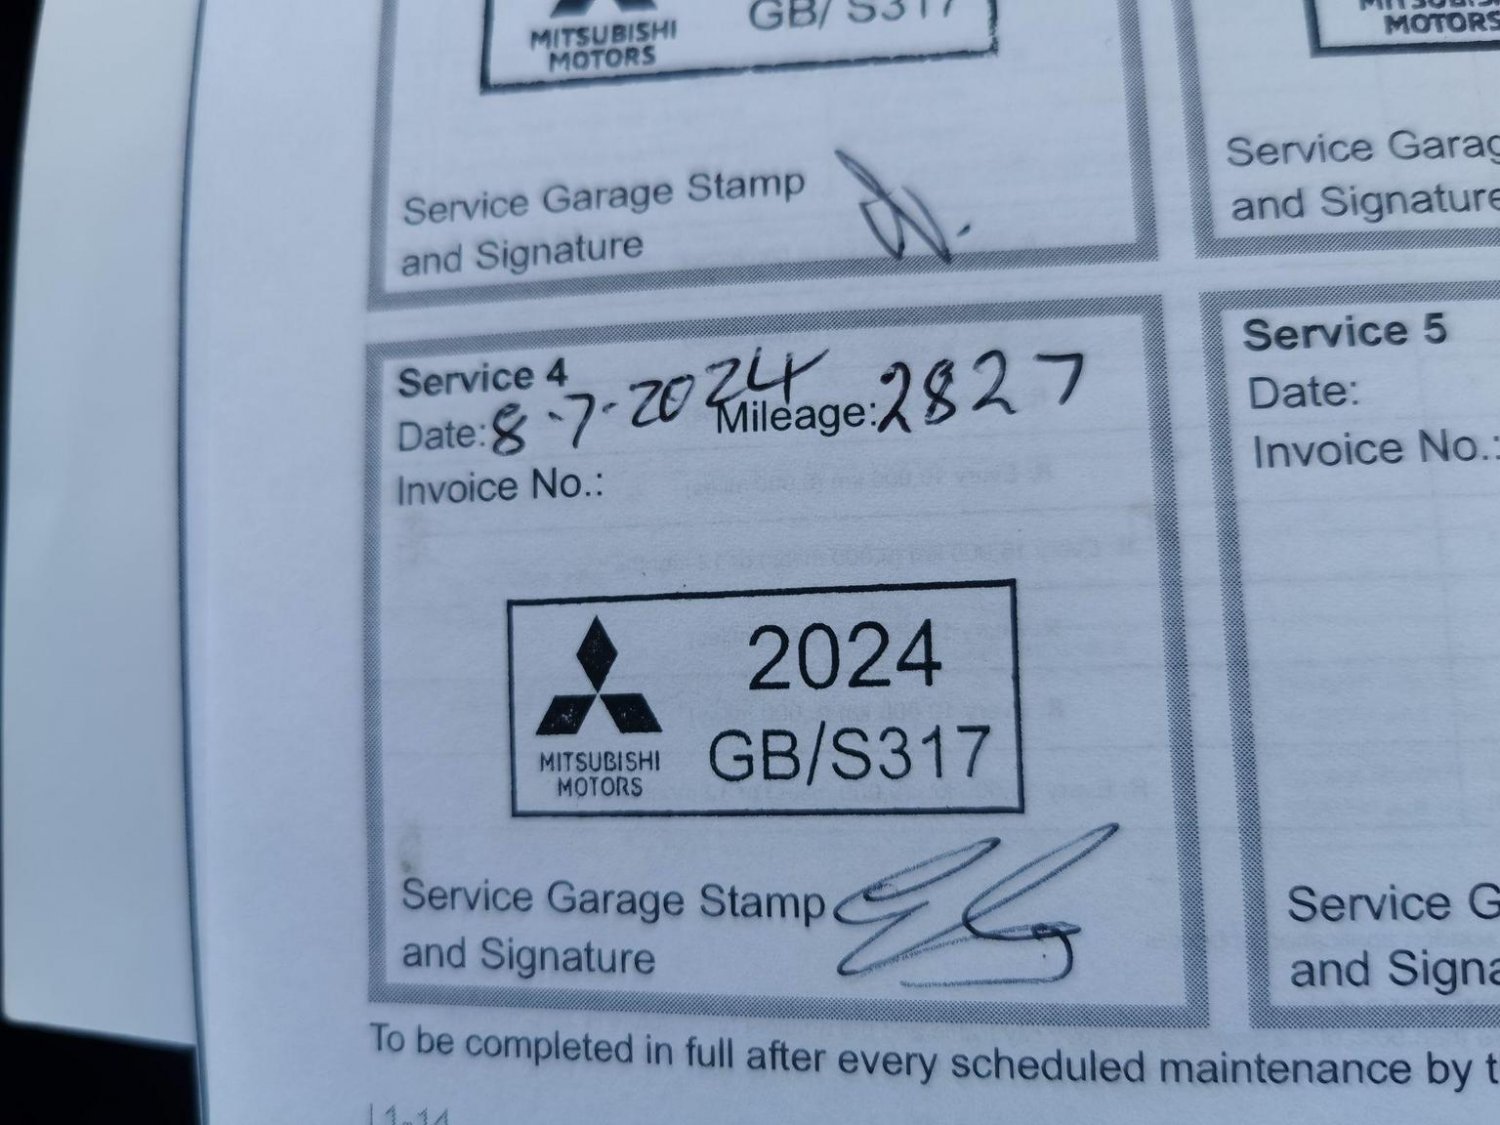 GB/S317
MITSUBISHI
MOTORS
MOTORS
Service Garage Stamp
and Signature
Service Garag
and Signature
Service 4
Date: 8-7-2024 Mileage: 2827
Invoice No.:
Service 5
Date:
Invoice No.:
2024
GB/S317
MITSUBISHI
MOTORS
Service Garage Stamp
and Signature
Service G
and Signa
To be completed in full after every scheduled maintenance by t